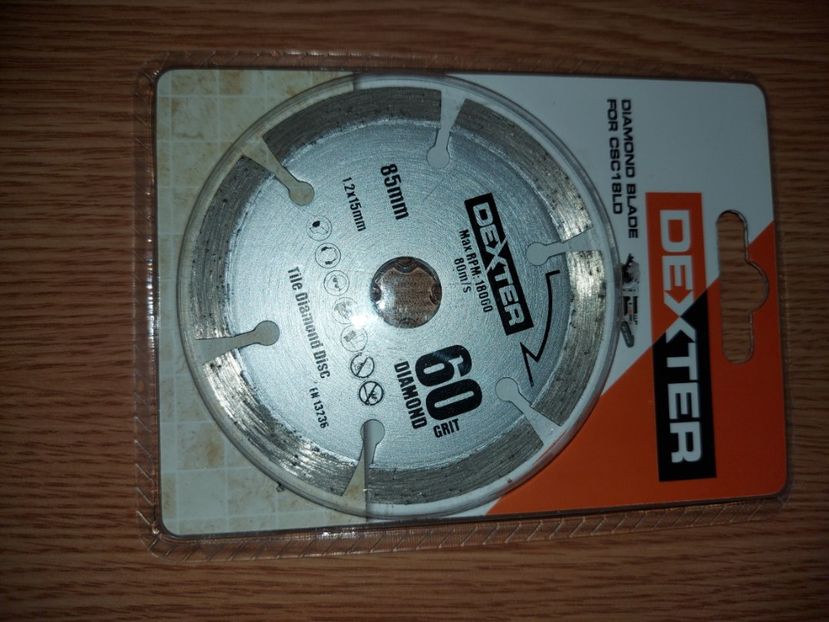 DIAMOND BLADE
FOR CSC18LD
DEXTER
DEXTER
Max RPM:18060
80m/s
85mm
1.2x15mm
60
GRIT
DIAMOND
Tile Diamond Disc
EN 13236